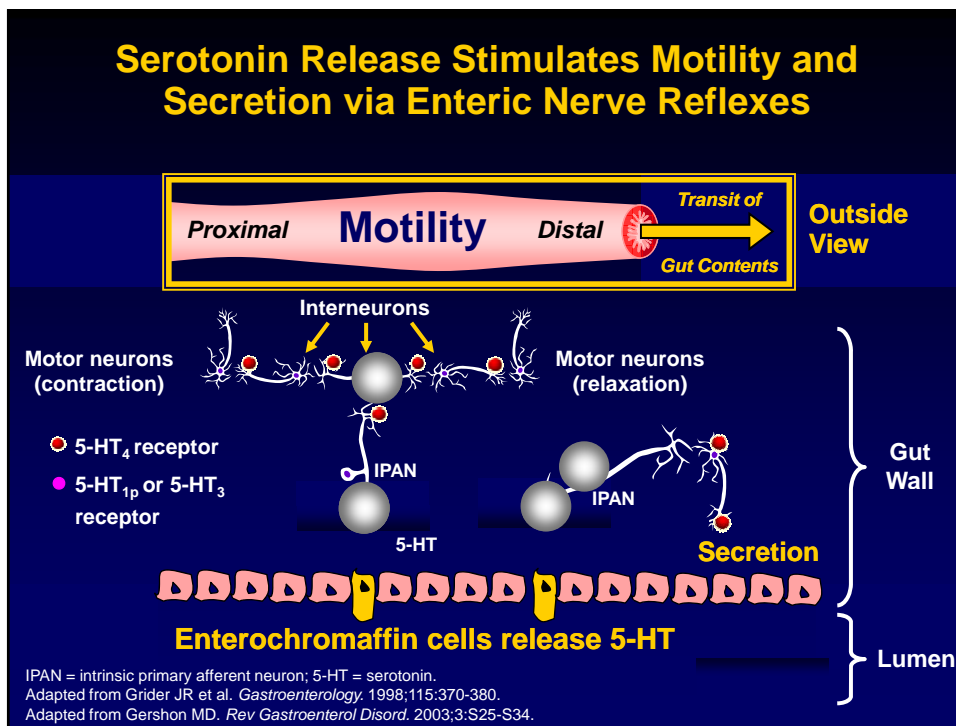 Serotonin Release Stimulates Motility and
Secretion via Enteric Nerve Reflexes
Proximal
Motility
Distal
Transit of
Gut Contents
Outside
View
Interneurons
Motor neurons
(contraction)
Motor neurons
(relaxation)
5-HT4 receptor
5-HT1p or 5-HT3
receptor
IPAN
IPAN
5-HT
Gut
Wall
Secretion
Enterochromaffin cells release 5-HT
Lumen
IPAN = intrinsic primary afferent neuron; 5-HT = serotonin.
Adapted from Grider JR et al. Gastroenterology. 1998;115:370-380.
Adapted from Gershon MD. Rev Gastroenterol Disord. 2003;3:S25-S34.